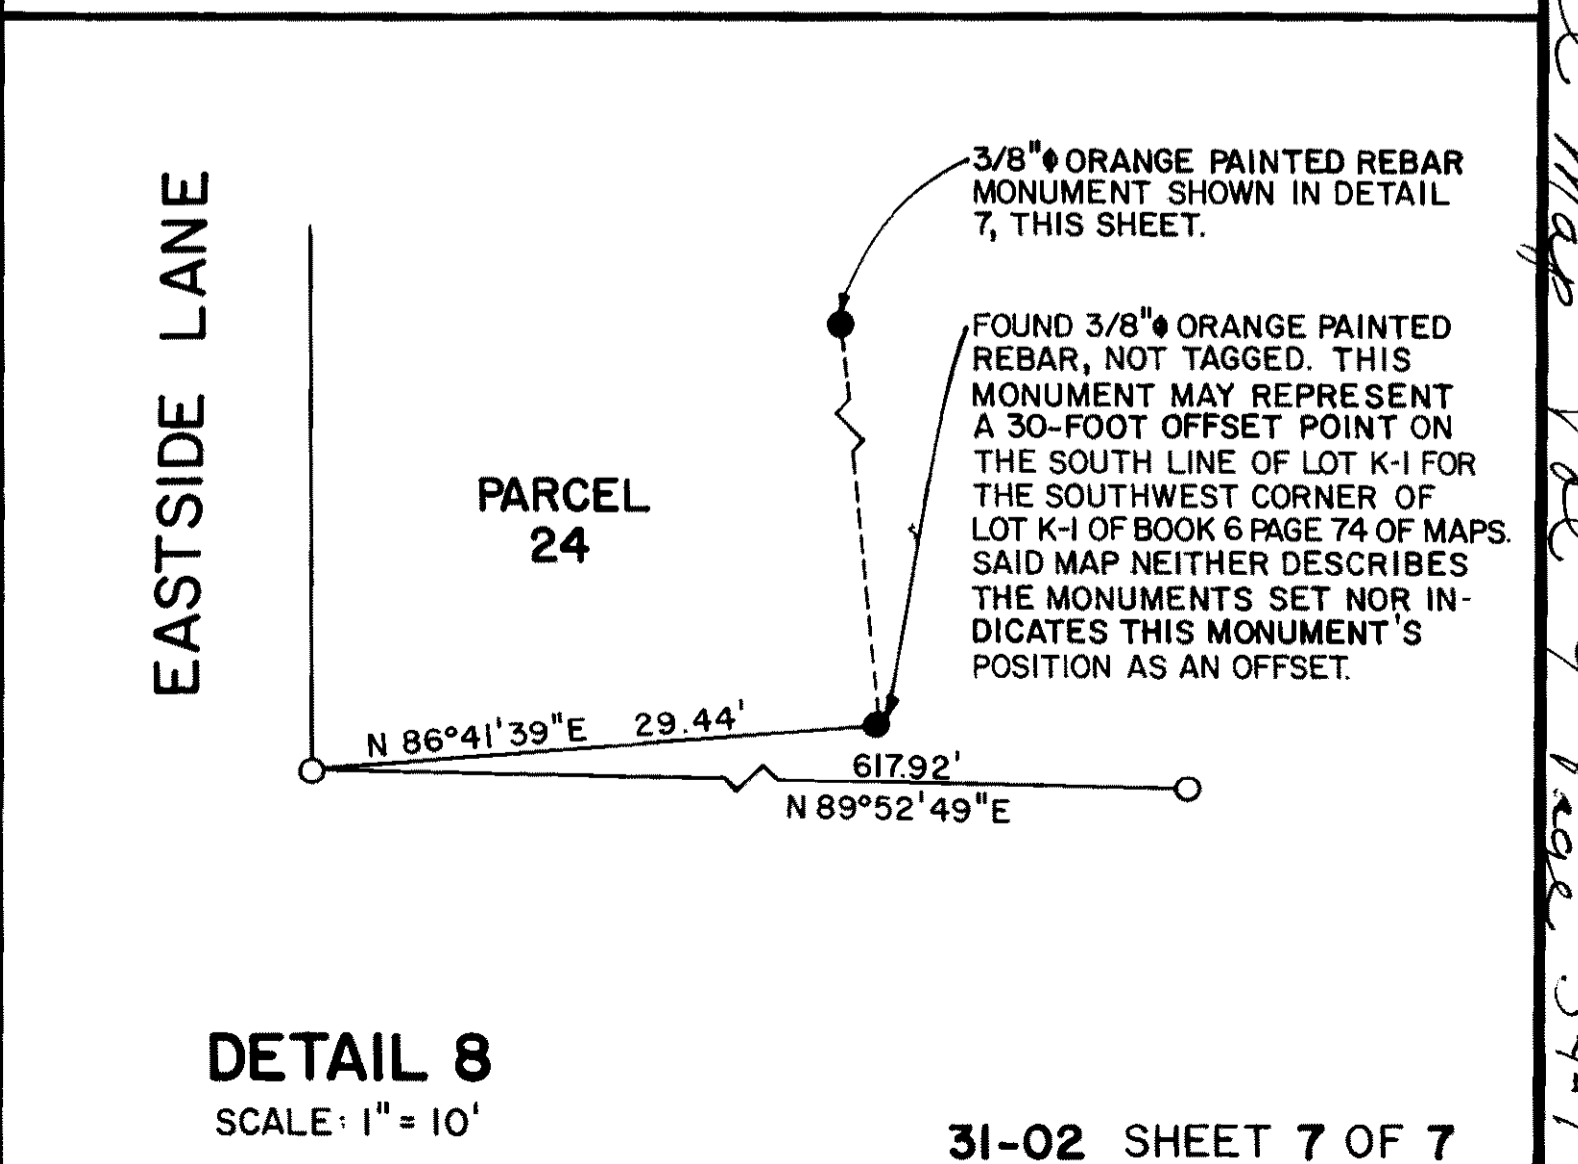 EASTSIDE LANE
3/8"⌀ ORANGE PAINTED REBAR
MONUMENT SHOWN IN DETAIL
7, THIS SHEET.
FOUND 3/8"⌀ ORANGE PAINTED
REBAR, NOT TAGGED. THIS
MONUMENT MAY REPRESENT
A 30-FOOT OFFSET POINT ON
THE SOUTH LINE OF LOT K-1 FOR
THE SOUTHWEST CORNER OF
LOT K-1 OF BOOK 6 PAGE 74 OF MAPS.
SAID MAP NEITHER DESCRIBES
THE MONUMENTS SET NOR IN-
DICATES THIS MONUMENT'S
POSITION AS AN OFFSET.
PARCEL
24
N 86°41'39"E 29.44'
617.92'
N 89°52'49"E
DETAIL 8
SCALE: 1" = 10'
31-02 SHEET 7 OF 7
map
page